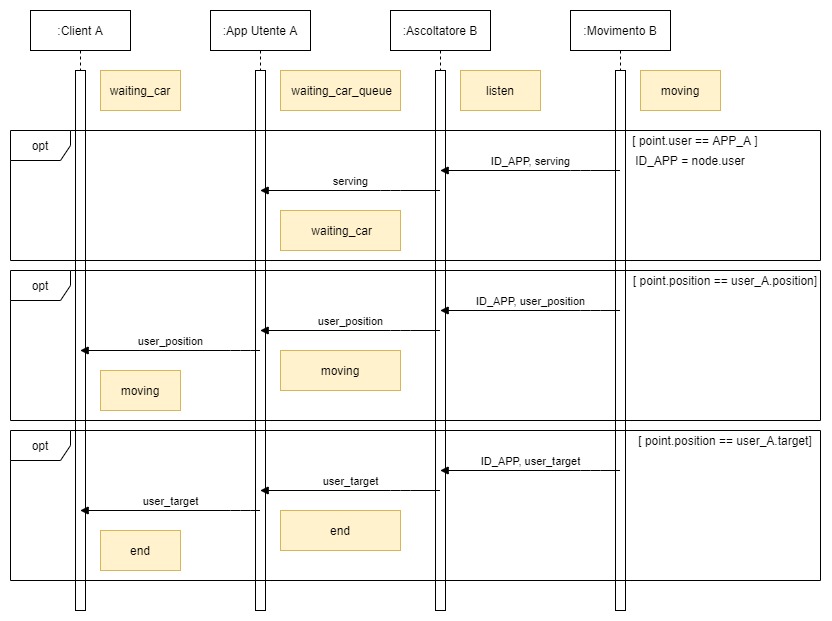 :Client A
:App Utente A
:Ascoltatore B
:Movimento B
waiting_car
waiting_car_queue
listen
moving
opt
[ point.user == APP_A ]
ID_APP = node.user
ID_APP, serving
serving
waiting_car
opt
[ point.position == user_A.position]
ID_APP, user_position
user_position
user_position
moving
moving
opt
[ point.position == user_A.target]
ID_APP, user_target
user_target
user_target
end
end